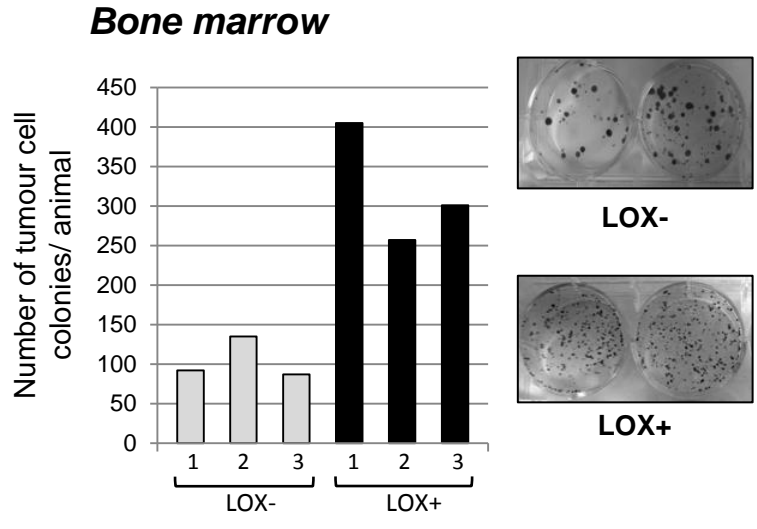 Bone marrow
Number of tumour cell
colonies/ animal
450
400
350
300
250
200
150
100
50
0
1 2 3 1 2 3
LOX- LOX+
LOX-
LOX+